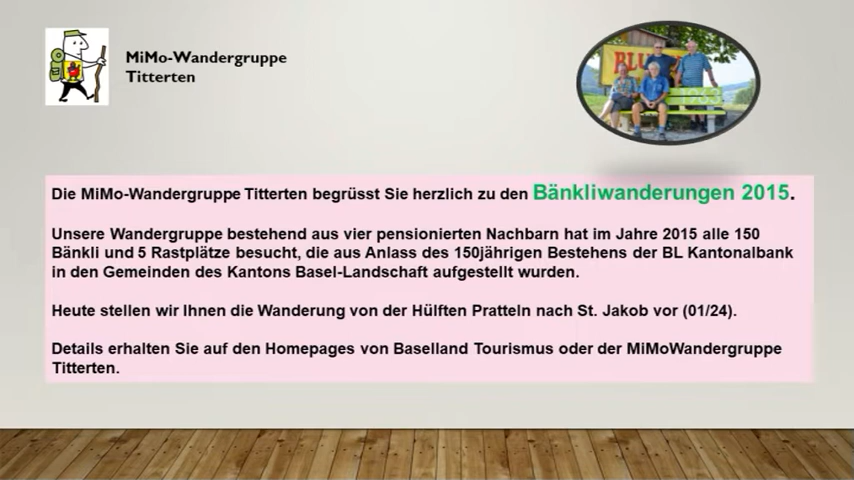 MiMo-Wandergruppe
Titterten
BLU
Die MiMo-Wandergruppe Titterten begrüsst Sie herzlich zu den Bänkliwanderungen 2015.
Unsere Wandergruppe bestehend aus vier pensionierten Nachbarn hat im Jahre 2015 alle 150
Bänkli und 5 Rastplätze besucht, die aus Anlass des 150jährigen Bestehens der BL Kantonalbank
in den Gemeinden des Kantons Basel-Landschaft aufgestellt wurden.
Heute stellen wir Ihnen die Wanderung von der Hülften Pratteln nach St. Jakob vor (01/24).
Details erhalten Sie auf den Homepages von Baselland Tourismus oder der MiMoWandergruppe
Titterten.